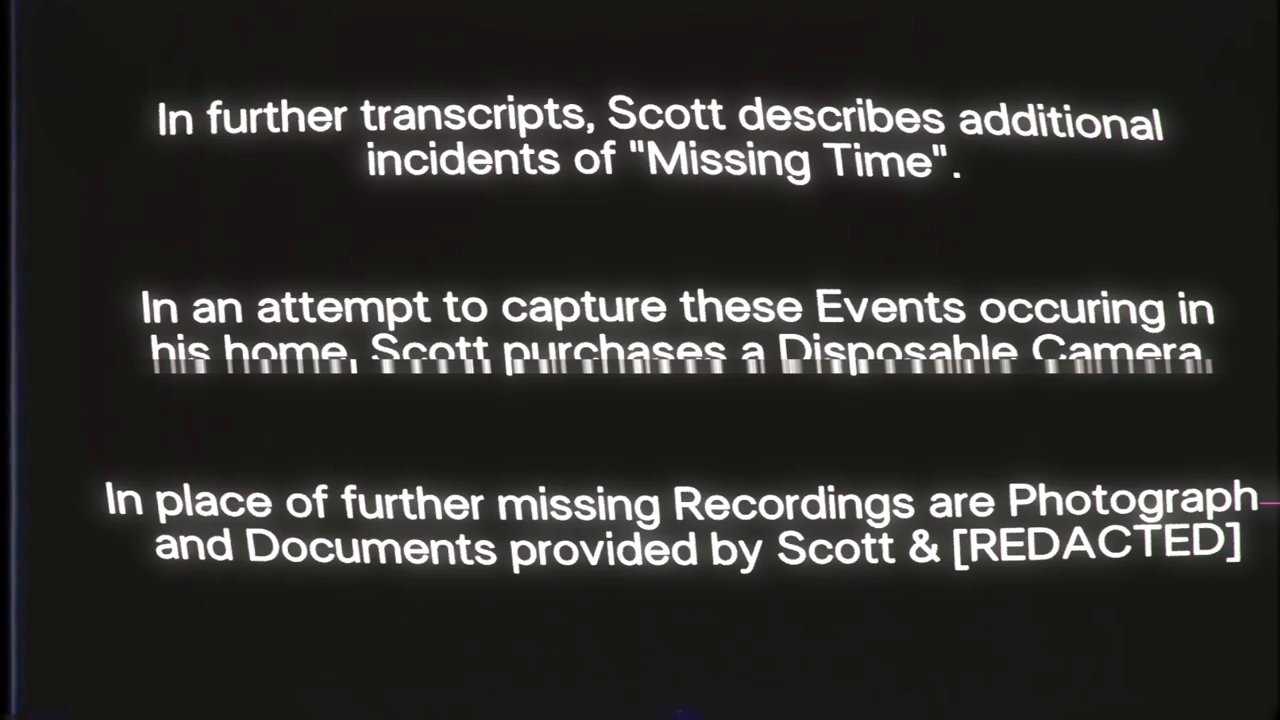 In further transcripts, Scott describes additional
incidents of "Missing Time".
In an attempt to capture these Events occuring in
his home, Scott purchases a Disposable Camera.
In place of further missing Recordings are Photograph
and Documents provided by Scott & [REDACTED]